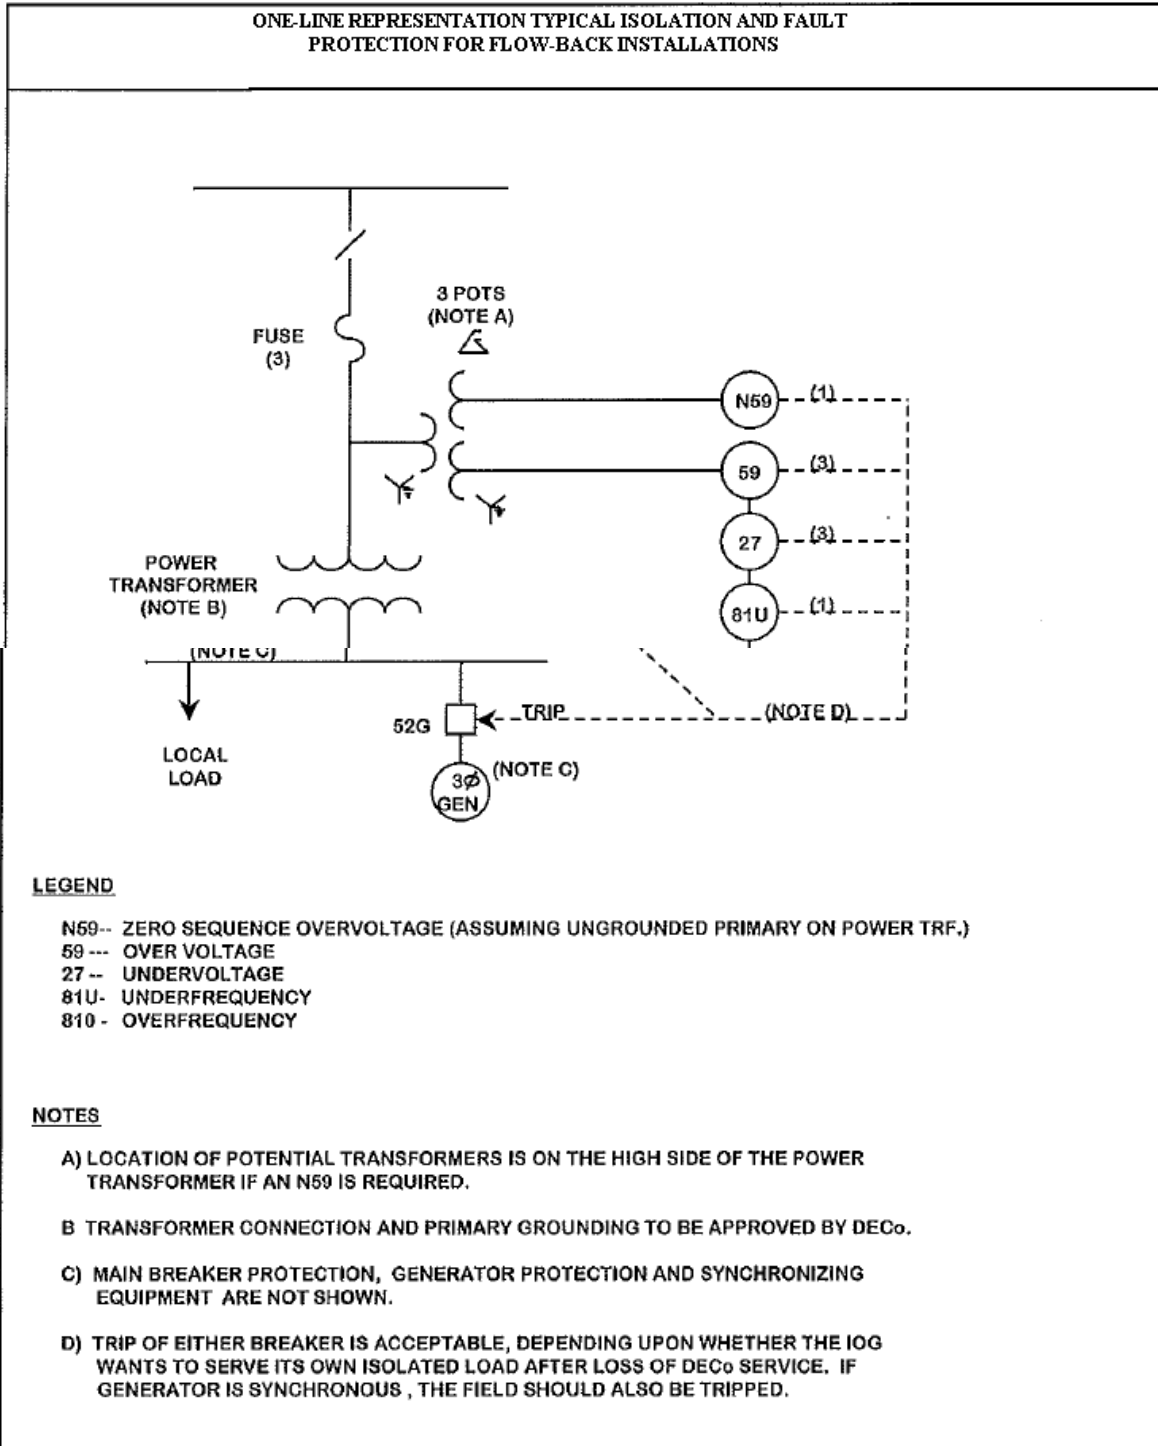 ONE-LINE REPRESENTATION TYPICAL ISOLATION AND FAULT
PROTECTION FOR FLOW-BACK INSTALLATIONS
3 POTS
(NOTE A)
FUSE
(3)
N59
(1)
59
(3)
27
(3)
81U
(1)
POWER
TRANSFORMER
(NOTE B)
(NOTE C)
TRIP
(NOTE D)
52G
LOCAL
LOAD
3Ø
GEN
(NOTE C)
LEGEND
N59-- ZERO SEQUENCE OVERVOLTAGE (ASSUMING UNGROUNDED PRIMARY ON POWER TRF.)
59 --- OVER VOLTAGE
27 -- UNDERVOLTAGE
81U- UNDERFREQUENCY
810 - OVERFREQUENCY
NOTES
A) LOCATION OF POTENTIAL TRANSFORMERS IS ON THE HIGH SIDE OF THE POWER
TRANSFORMER IF AN N59 IS REQUIRED.
B TRANSFORMER CONNECTION AND PRIMARY GROUNDING TO BE APPROVED BY DECo.
C) MAIN BREAKER PROTECTION, GENERATOR PROTECTION AND SYNCHRONIZING
EQUIPMENT ARE NOT SHOWN.
D) TRIP OF EITHER BREAKER IS ACCEPTABLE, DEPENDING UPON WHETHER THE IOG
WANTS TO SERVE ITS OWN ISOLATED LOAD AFTER LOSS OF DECo SERVICE. IF
GENERATOR IS SYNCHRONOUS , THE FIELD SHOULD ALSO BE TRIPPED.